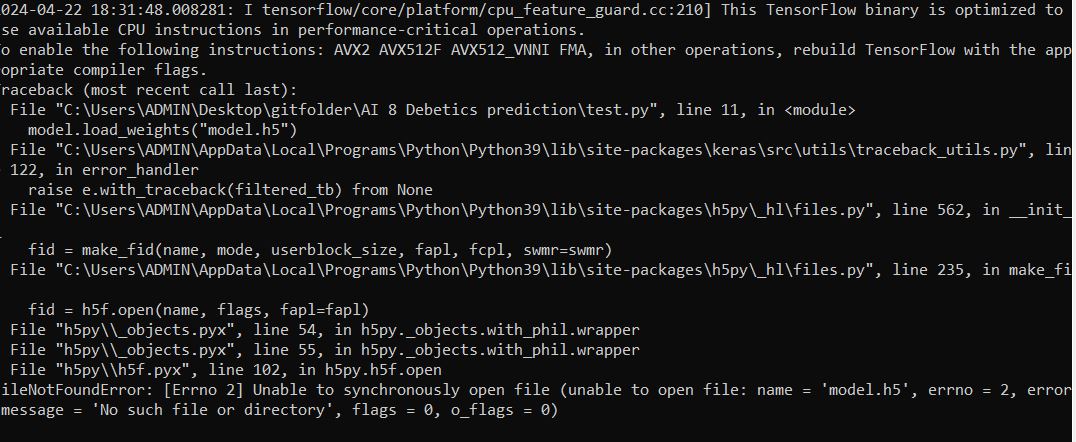 024-04-22 18:31:48.008281: I tensorflow/core/platform/cpu_feature_guard.cc:210] This TensorFlow binary is optimized to
se available CPU instructions in performance-critical operations.
o enable the following instructions: AVX2 AVX512F AVX512_VNNI FMA, in other operations, rebuild TensorFlow with the app
opriate compiler flags.
raceback (most recent call last):
File "C:\Users\ADMIN\Desktop\gitfolder\AI 8 Debetics prediction\test.py", line 11, in <module>
model.load_weights("model.h5")
File "C:\Users\ADMIN\AppData\Local\Programs\Python\Python39\lib\site-packages\keras\src\utils\traceback_utils.py", lin
122, in error_handler
raise e.with_traceback(filtered_tb) from None
File "C:\Users\ADMIN\AppData\Local\Programs\Python\Python39\lib\site-packages\h5py\_hl\files.py", line 562, in __init_
fid = make_fid(name, mode, userblock_size, fapl, fcpl, swmr=swmr)
File "C:\Users\ADMIN\AppData\Local\Programs\Python\Python39\lib\site-packages\h5py\_hl\files.py", line 235, in make_fi
fid = h5f.open(name, flags, fapl=fapl)
File "h5py\\_objects.pyx", line 54, in h5py._objects.with_phil.wrapper
File "h5py\\_objects.pyx", line 55, in h5py._objects.with_phil.wrapper
File "h5py\\h5f.pyx", line 102, in h5py.h5f.open
ileNotFoundError: [Errno 2] Unable to synchronously open file (unable to open file: name = 'model.h5', errno = 2, error
message = 'No such file or directory', flags = 0, o_flags = 0)